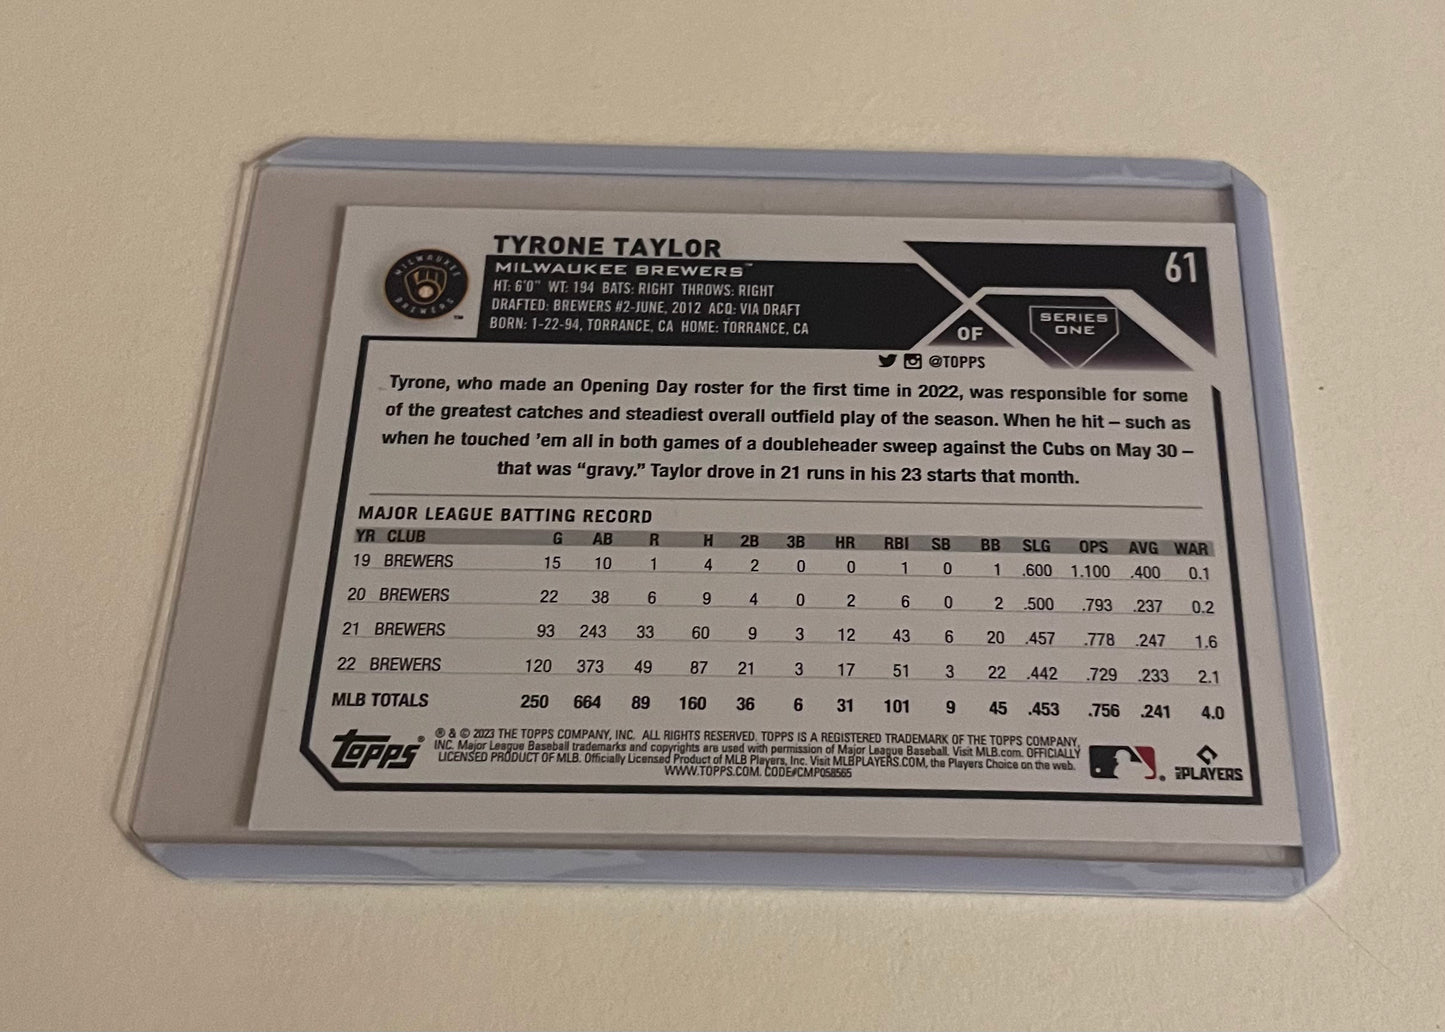 MILWAUKEE BREWERS
TYRONE TAYLOR
61
MILWAUKEE BREWERS™
HT: 6'0" WT: 194 BATS: RIGHT THROWS: RIGHT
DRAFTED: BREWERS #2-JUNE, 2012 ACQ: VIA DRAFT
BORN: 1-22-94, TORRANCE, CA HOME: TORRANCE, CA
OF
SERIES
ONE
@TOPPS
Tyrone, who made an Opening Day roster for the first time in 2022, was responsible for some
of the greatest catches and steadiest overall outfield play of the season. When he hit – such as
when he touched 'em all in both games of a doubleheader sweep against the Cubs on May 30 –
that was “gravy.” Taylor drove in 21 runs in his 23 starts that month.
MAJOR LEAGUE BATTING RECORD
YR CLUB G AB R H 2B 3B HR RBI SB BB SLG OPS AVG WAR
19 BREWERS 15 10 1 4 2 0 0 1 0 1 .600 1.100 .400 0.1
20 BREWERS 22 38 6 9 4 0 2 6 0 2 .500 .793 .237 0.2
21 BREWERS 93 243 33 60 9 3 12 43 6 20 .457 .778 .247 1.6
22 BREWERS 120 373 49 87 21 3 17 51 3 22 .442 .729 .233 2.1
MLB TOTALS 250 664 89 160 36 6 31 101 9 45 .453 .756 .241 4.0
Topps®
® & © 2023 THE TOPPS COMPANY, INC. ALL RIGHTS RESERVED. TOPPS IS A REGISTERED TRADEMARK OF THE TOPPS COMPANY,
INC. Major League Baseball trademarks and copyrights are used with permission of Major League Baseball. Visit MLB.com. OFFICIALLY
LICENSED PRODUCT OF MLB. Officially Licensed Product of MLB Players, Inc. Visit MLBPLAYERS.COM, the Players Choice on the web.
WWW.TOPPS.COM. CODE#CMP058565
MLB PLAYERS